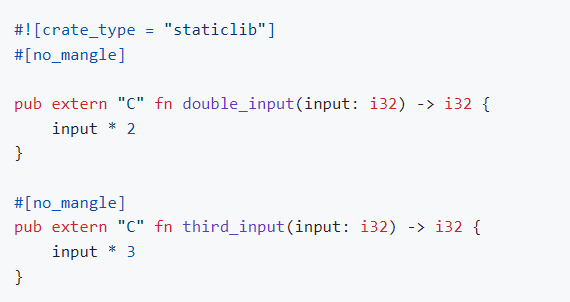 #![crate_type = "staticlib"]
#[no_mangle]
pub extern "C" fn double_input(input: i32) -> i32 {
    input * 2
}
#[no_mangle]
pub extern "C" fn third_input(input: i32) -> i32 {
    input * 3
}